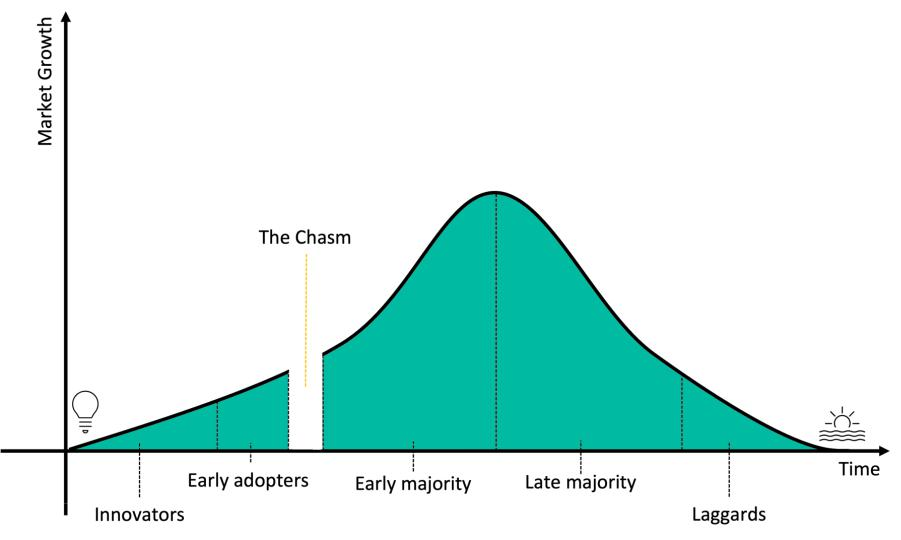 Market Growth
The Chasm
Time
Early adopters
Early majority
Late majority
Innovators
Laggards